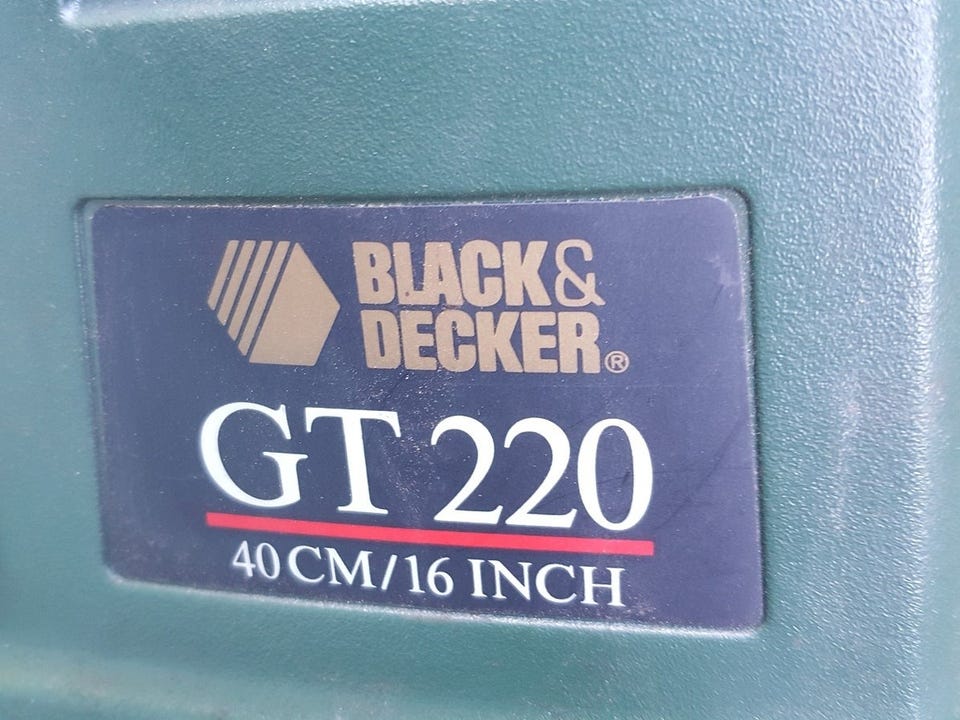 BLACK&
DECKER®
GT 220
40 CM/16 INCH